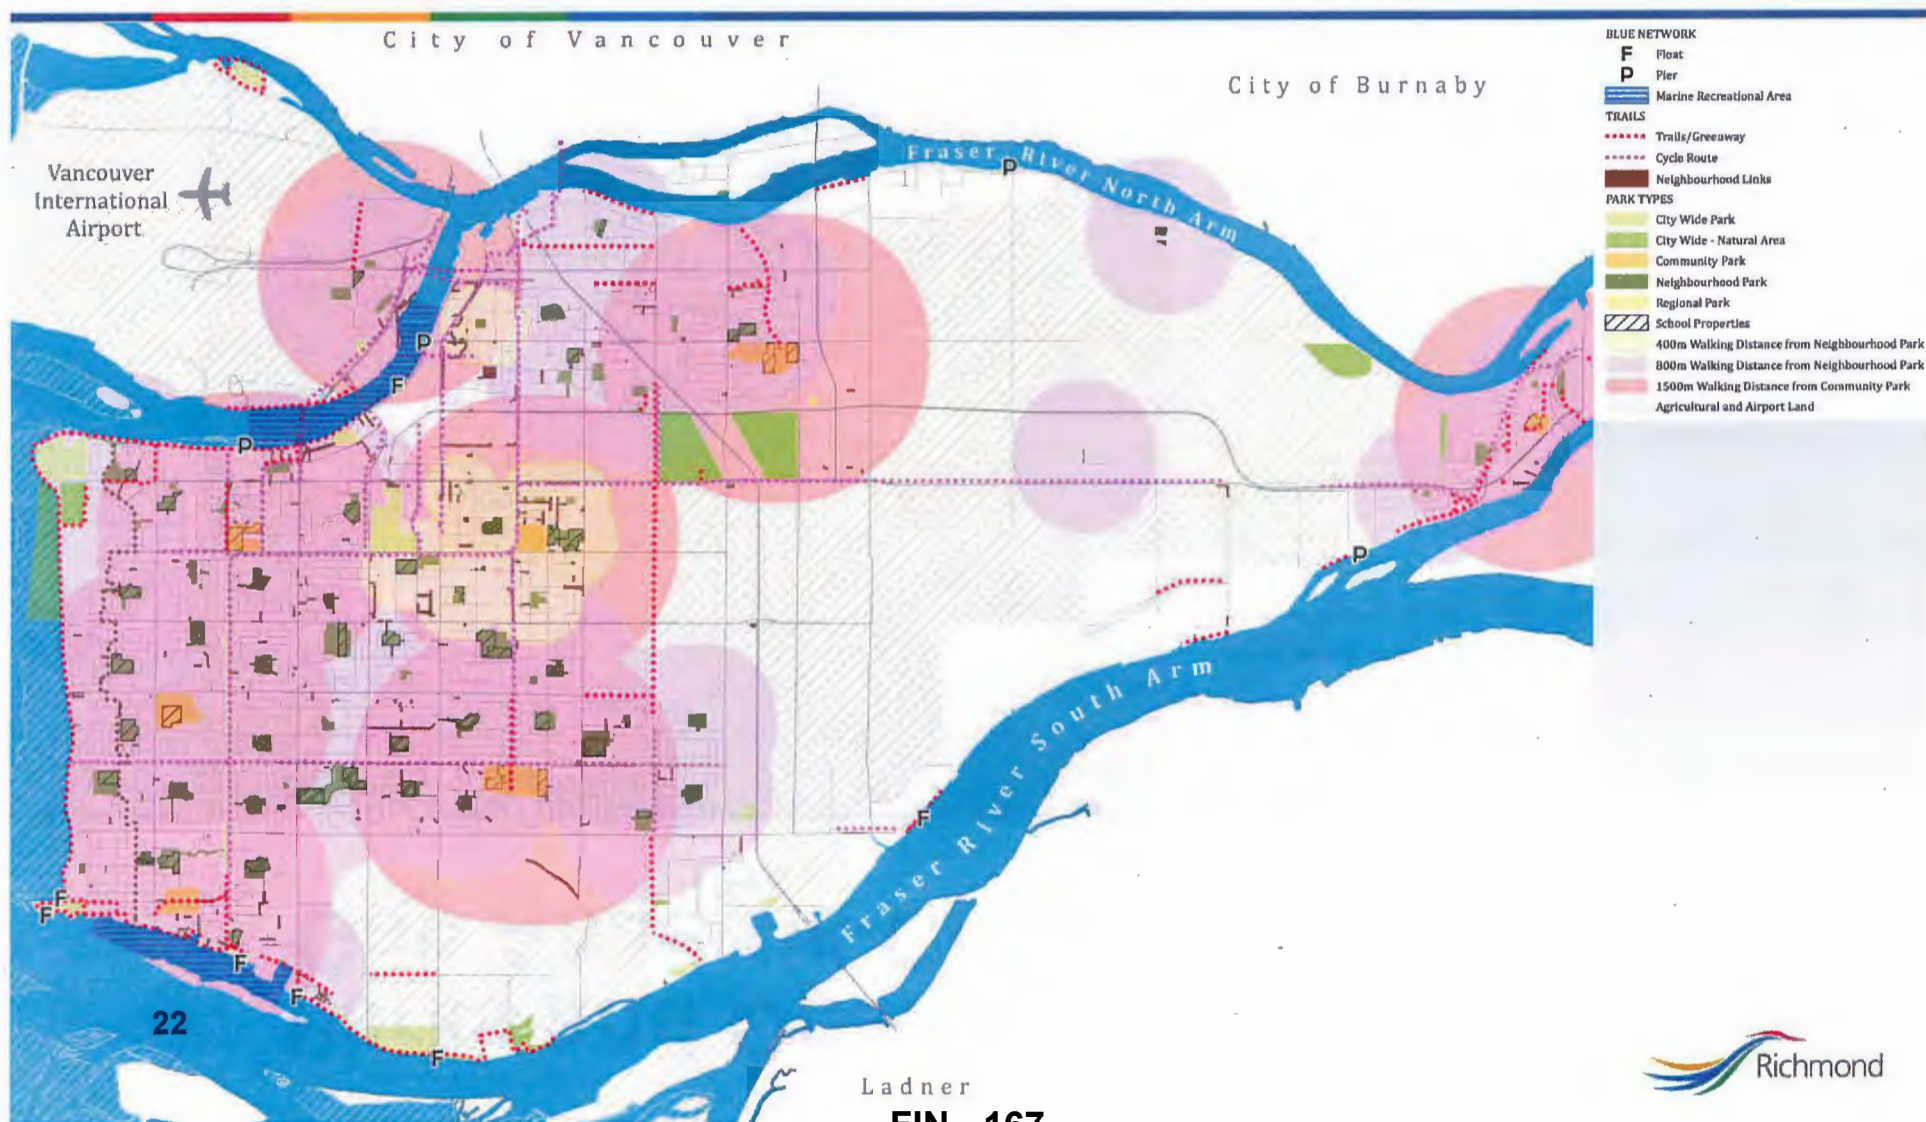 City of Vancouver
City of Burnaby
Vancouver
International
Airport
Fraser River North Arm
P
P
F
P
P
F
F
F
F
F
F
Fraser River South Arm
22
Ladner
FIN - 167
BLUE NETWORK
F Float
P Pier
Marine Recreational Area
TRAILS
Trails/Greenway
Cycle Route
Neighbourhood Links
PARK TYPES
City Wide Park
City Wide - Natural Area
Community Park
Neighbourhood Park
Regional Park
School Properties
400m Walking Distance from Neighbourhood Park
800m Walking Distance from Neighbourhood Park
1500m Walking Distance from Community Park
Agricultural and Airport Land
Richmond